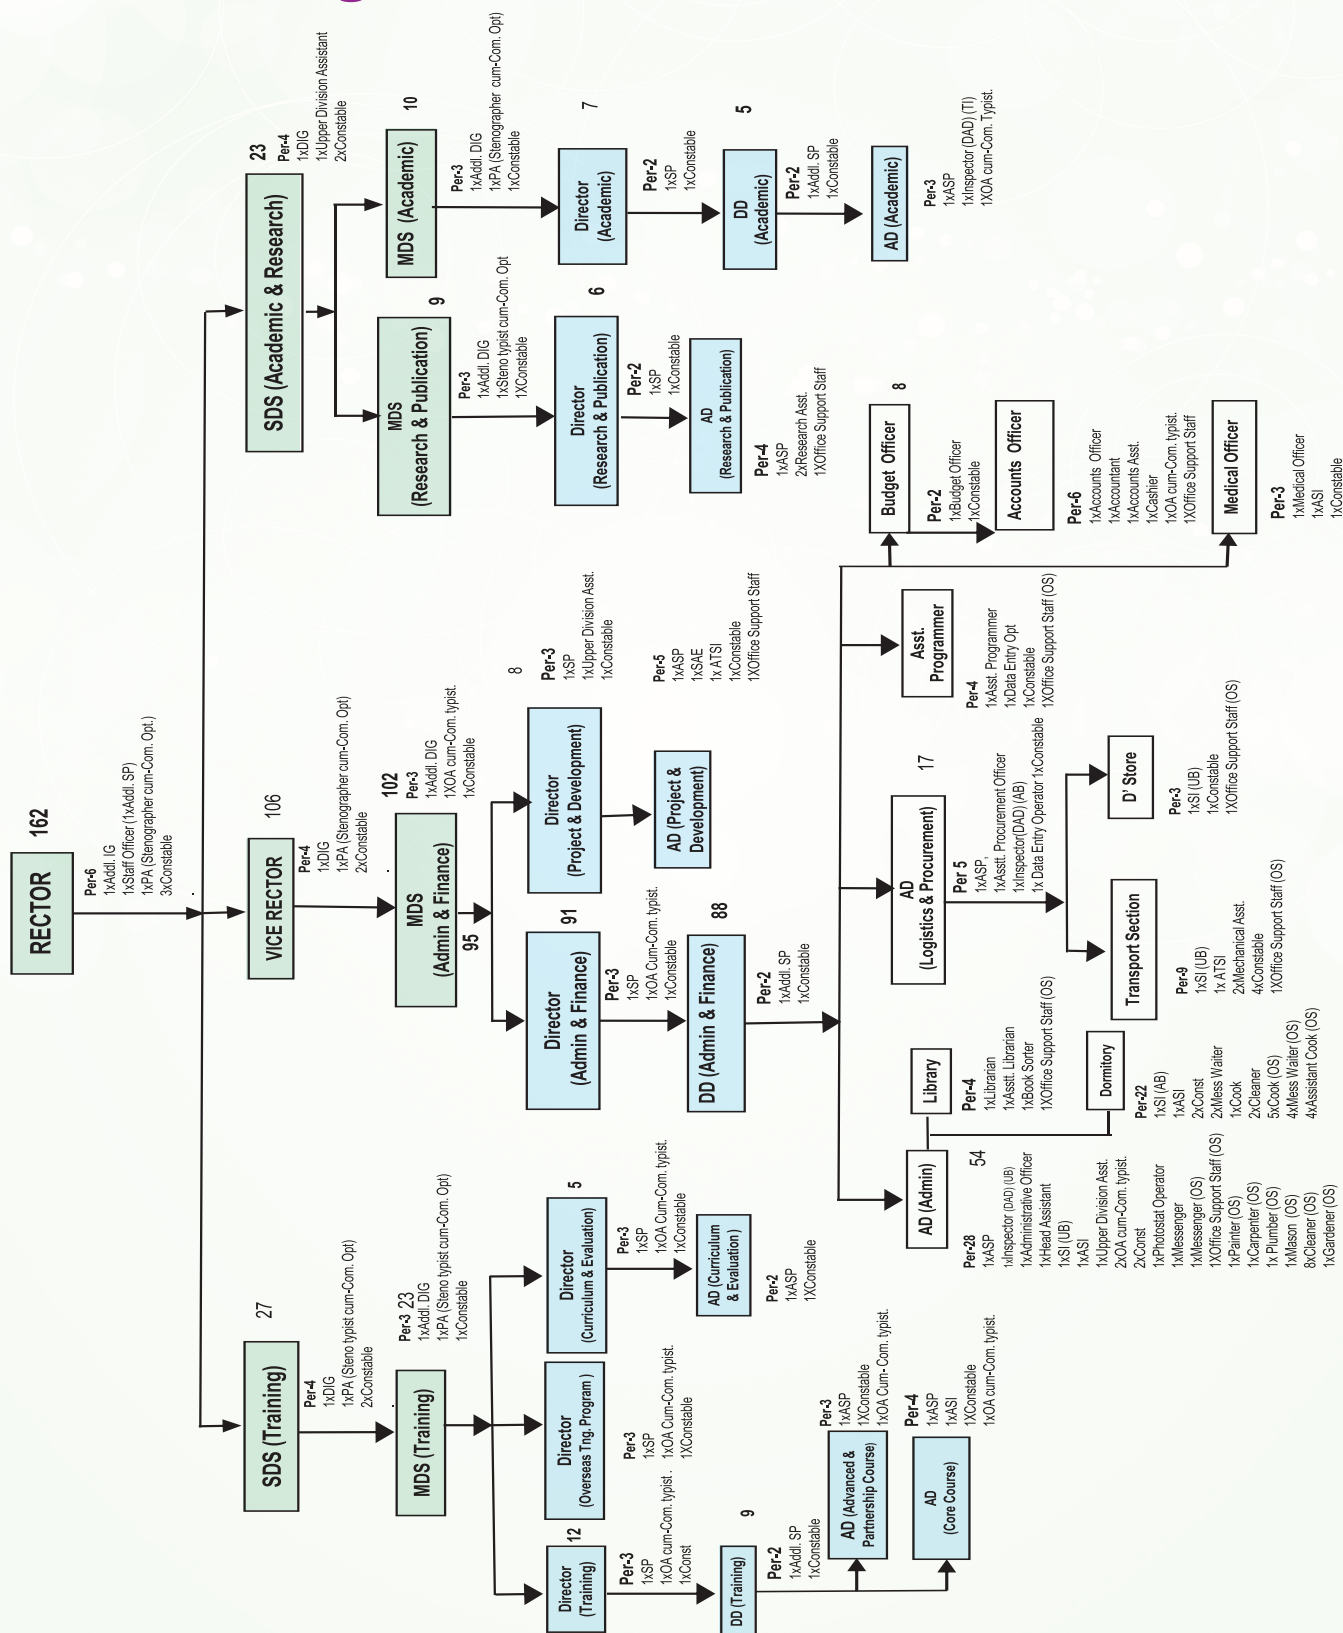 RECTOR
162
Per-6
1xAddl. IG
1xStaff Officer (1xAddl. SP)
1xPA (Stenographer cum-Com. Opt.)
3xConstable
SDS (Training)
27
Per-4
1xDIG
1xPA (Steno typist cum-Com. Opt)
2xConstable
MDS (Training)
Per-3 23
1xAddl. DIG
1xPA (Steno typist cum-Com. Opt)
1xConstable
Director
(Training)
12
Per-3
1xSP
1xOA cum-Com. typist .
1xConst
DD (Training)
9
Per-2
1xAddl. SP
1xConstable
AD (Advanced &
Partnership Course)
Per-3
1xASP
1XConstable
1xOA Cum- Com. typist.
AD
(Core Course)
Per-4
1xASP
1xASI
1XConstable
1xOA cum-Com. typist.
Director
(Overseas Tng. Program )
Per-3
1xSP
1xOA Cum-Com. typist.
1XConstable
Director
(Curriculum & Evaluation)
5
Per-3
1xSP
1xOA Cum-Com. typist.
1xConstable
AD (Curriculum
& Evaluation)
Per-2
1xASP
1XConstable
VICE RECTOR
106
Per-4
1xDIG
1xPA (Stenographer cum-Com. Opt)
2xConstable
MDS
(Admin & Finance)
102
Per-3
1xAddl. DIG
1XOA cum-Com. typist.
1xConstable
95
Director
(Admin & Finance)
91
Per-3
1xSP
1xOA Cum-Com. typist.
1xConstable
DD (Admin & Finance)
88
Per-2
1xAddl. SP
1xConstable
Director
(Project & Development)
8
Per-3
1xSP
1xUpper Division Asst.
1xConstable
AD (Project &
Development)
Per-5
1xASP
1xSAE
1x ATSI
1xConstable
1XOffice Support Staff
AD (Admin)
54
Per-28
1xASP
1xInspector (DAD) (UB)
1xAdministrative Officer
1xHead Assistant
1xSI (UB)
1xASI
1xUpper Division Asst.
2xOA cum-Com. typist.
2xConst
1xPhotostat Operator
1xMessenger
1xMessenger (OS)
1XOffice Support Staff (OS)
1xPainter (OS)
1xCarpenter (OS)
1x Plumber (OS)
1xMason (OS)
8xCleaner (OS)
1xGardener (OS)
Library
Per-4
1xLibrarian
1xAsstt. Librarian
1xBook Sorter
1XOffice Support Staff (OS)
Dormitory
Per-22
1xSI (AB)
1xASI
2xConst
2xMess Waiter
1xCook
2xCleaner
5xCook (OS)
4xMess Waiter (OS)
4xAssistant Cook (OS)
AD
(Logistics & Procurement)
17
Per 5
1xASP,
1xAsstt. Procurement Officer
1xInspector(DAD) (AB)
1x Data Entry Operator 1xConstable
Transport Section
Per-9
1xSI (UB)
1x ATSI
2xMechanical Asst.
4xConstable
1XOffice Support Staff (OS)
D' Store
Per-3
1xSI (UB)
1xConstable
1XOffice Support Staff (OS)
Asst.
Programmer
Per-4
1xAsst. Programmer
1xData Entry Opt
1xConstable
1XOffice Support Staff (OS)
Budget Officer
8
Per-2
1xBudget Officer
1xConstable
Accounts Officer
Per-6
1xAccounts Officer
1xAccountant
1xAccounts Asst.
1xCashier
1xOA cum-Com. typist.
1XOffice Support Staff
Medical Officer
Per-3
1xMedical Officer
1xASI
1xConstable
SDS (Academic & Research)
23
Per-4
1xDIG
1xUpper Division Assistant
2xConstable
MDS
(Research & Publication)
9
Per-3
1xAddl. DIG
1xSteno typist cum-Com. Opt
1XConstable
Director
(Research & Publication)
6
Per-2
1xSP
1xConstable
AD
(Research & Publication)
Per-4
1xASP
2xResearch Asst.
1XOffice Support Staff
MDS (Academic)
10
Per-3
1xAddl. DIG
1xPA (Stenographer cum-Com. Opt)
1xConstable
Director
(Academic)
7
Per-2
1xSP
1xConstable
DD
(Academic)
5
Per-2
1xAddl. SP
1xConstable
AD (Academic)
Per-3
1xASP
1xInspector (DAD) (TI)
1XOA cum-Com. Typist.